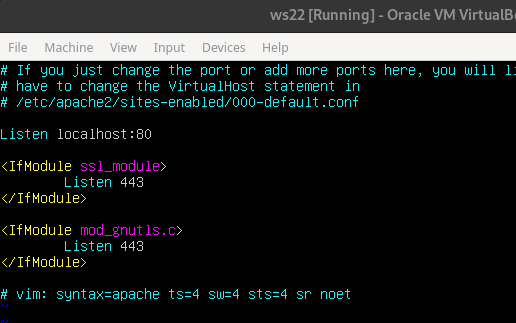 ws22 [Running] - Oracle VM VirtualBo
File Machine View Input Devices Help
# If you just change the port or add more ports here, you will li
# have to change the VirtualHost statement in
# /etc/apache2/sites-enabled/000-default.conf
Listen localhost:80
<IfModule ssl_module>
Listen 443
</IfModule>
<IfModule mod_gnutls.c>
Listen 443
</IfModule>
# vim: syntax=apache ts=4 sw=4 sts=4 sr noet
~
~